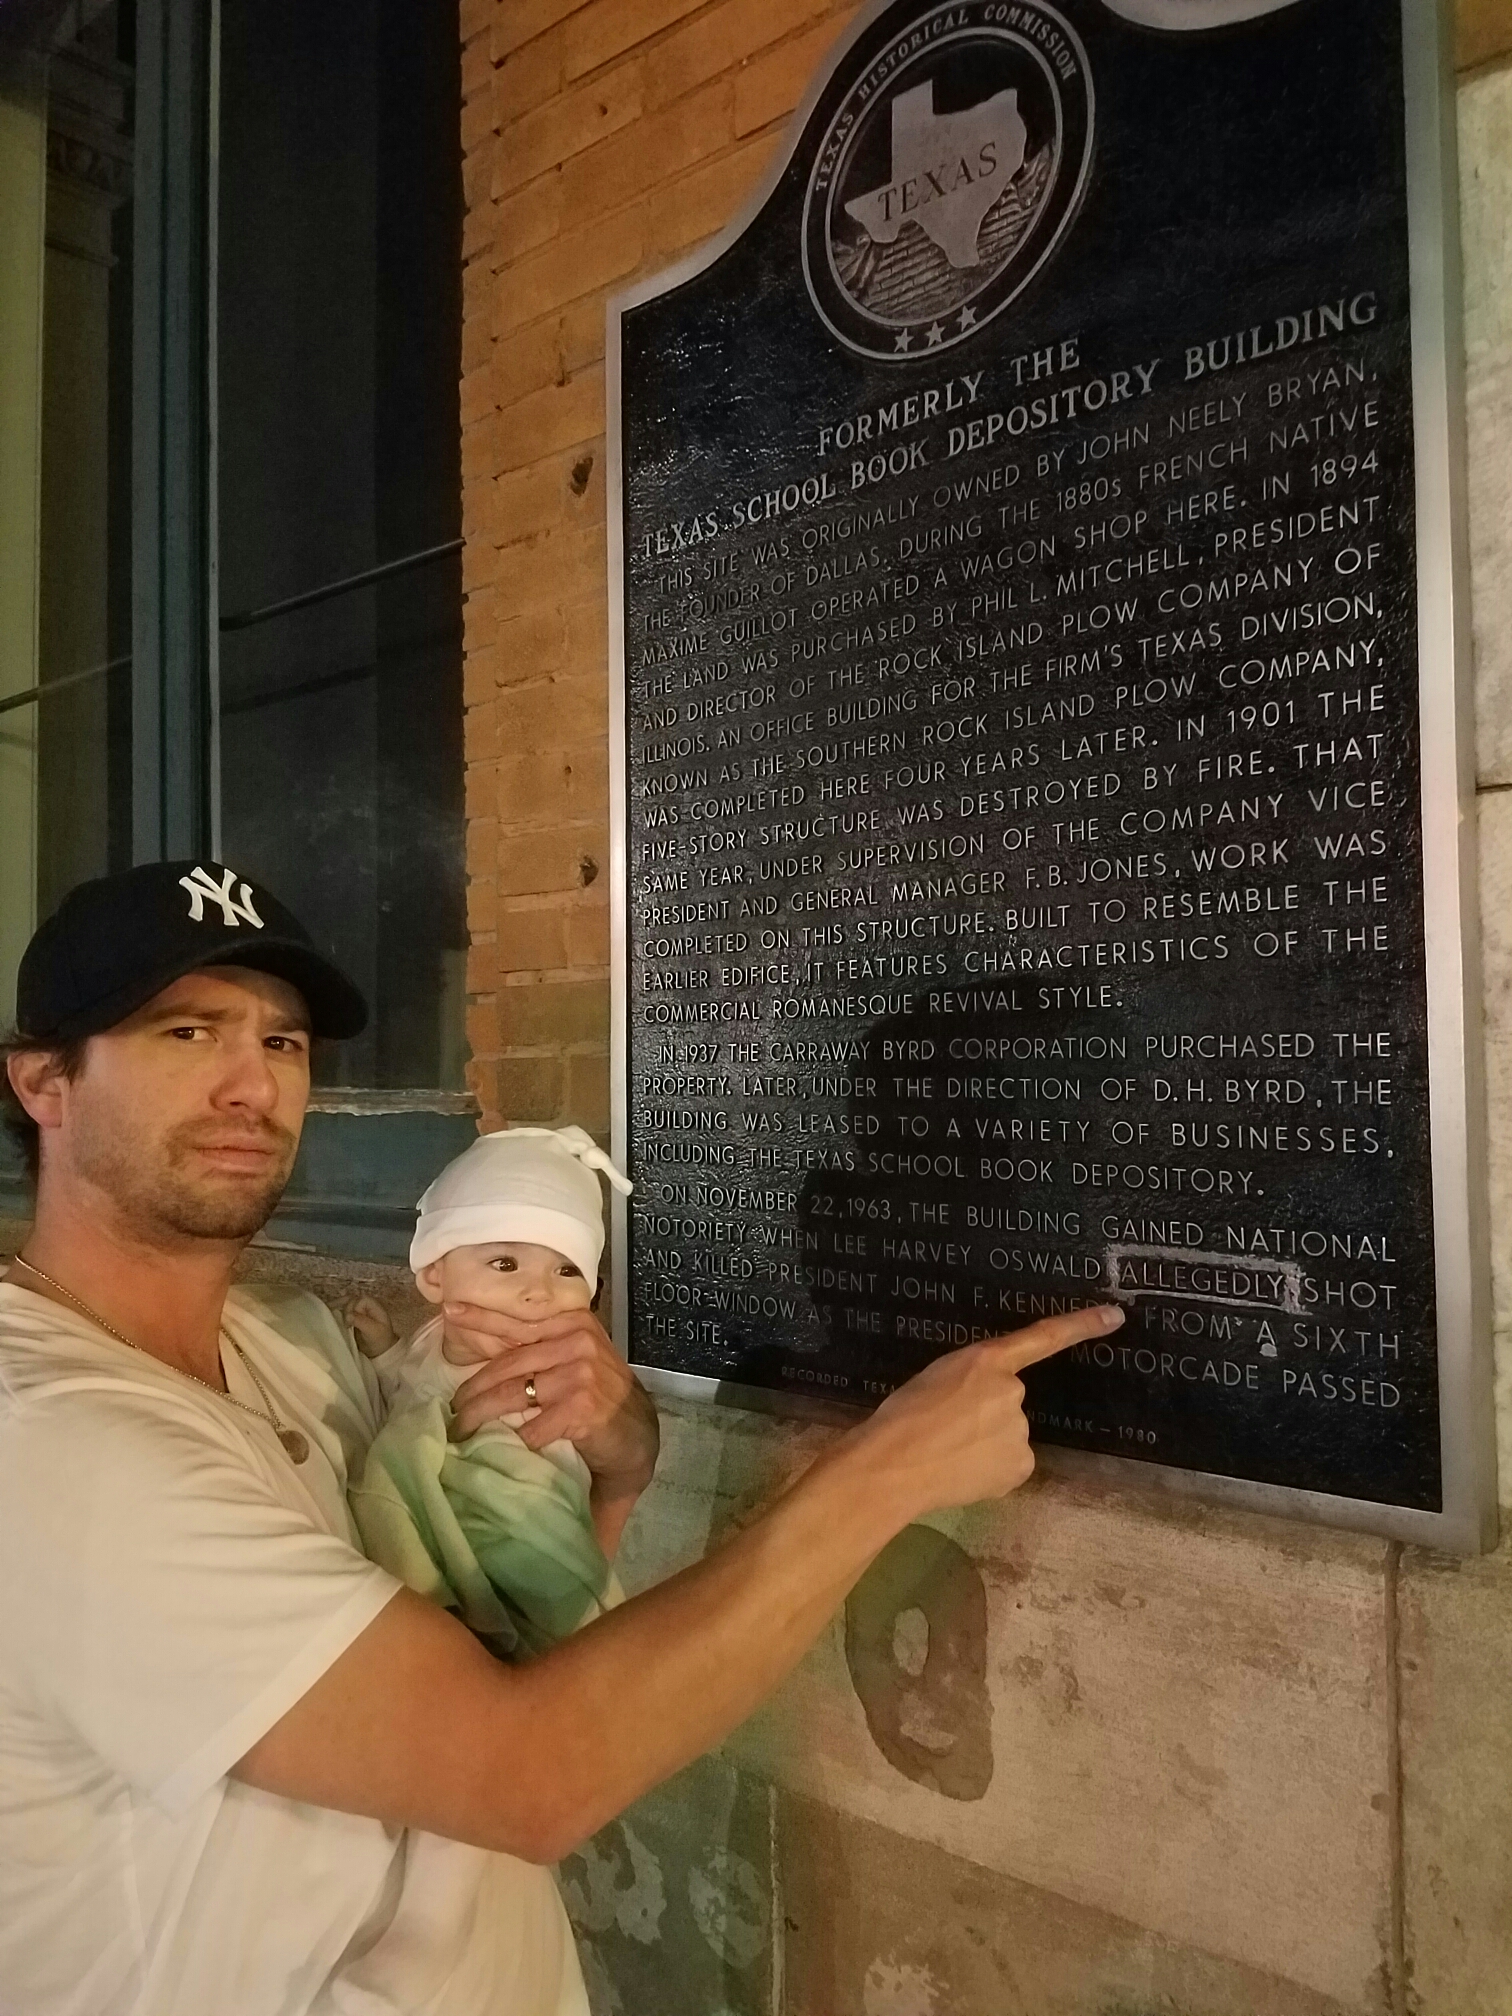 NY
TEXAS HISTORICAL COMMISSION
TEXAS
FORMERLY THE
TEXAS SCHOOL BOOK DEPOSITORY BUILDING
THIS SITE WAS ORIGINALLY OWNED BY JOHN NEELY BRYAN,
THE FOUNDER OF DALLAS. DURING THE 1880s FRENCH NATIVE
MAXIME GUILLOT OPERATED A WAGON SHOP HERE. IN 1894
THE LAND WAS PURCHASED BY PHIL L. MITCHELL, PRESIDENT
AND DIRECTOR OF THE ROCK ISLAND PLOW COMPANY OF
ILLINOIS. AN OFFICE BUILDING FOR THE FIRM'S TEXAS DIVISION,
KNOWN AS THE SOUTHERN ROCK ISLAND PLOW COMPANY,
WAS COMPLETED HERE FOUR YEARS LATER. IN 1901 THE
FIVE-STORY STRUCTURE WAS DESTROYED BY FIRE. THAT
SAME YEAR, UNDER SUPERVISION OF THE COMPANY VICE
PRESIDENT AND GENERAL MANAGER F. B. JONES, WORK WAS
COMPLETED ON THIS STRUCTURE. BUILT TO RESEMBLE THE
EARLIER EDIFICE, IT FEATURES CHARACTERISTICS OF THE
COMMERCIAL ROMANESQUE REVIVAL STYLE.
IN 1937 THE CARRAWAY BYRD CORPORATION PURCHASED THE
PROPERTY. LATER, UNDER THE DIRECTION OF D. H. BYRD, THE
BUILDING WAS LEASED TO A VARIETY OF BUSINESSES,
INCLUDING THE TEXAS SCHOOL BOOK DEPOSITORY.
ON NOVEMBER 22, 1963, THE BUILDING GAINED NATIONAL
NOTORIETY WHEN LEE HARVEY OSWALD ALLEGEDLY SHOT
AND KILLED PRESIDENT JOHN F. KENNEDY FROM A SIXTH
FLOOR WINDOW AS THE PRESIDENT MOTORCADE PASSED
THE SITE.
RECORDED TEXAS LANDMARK – 1980